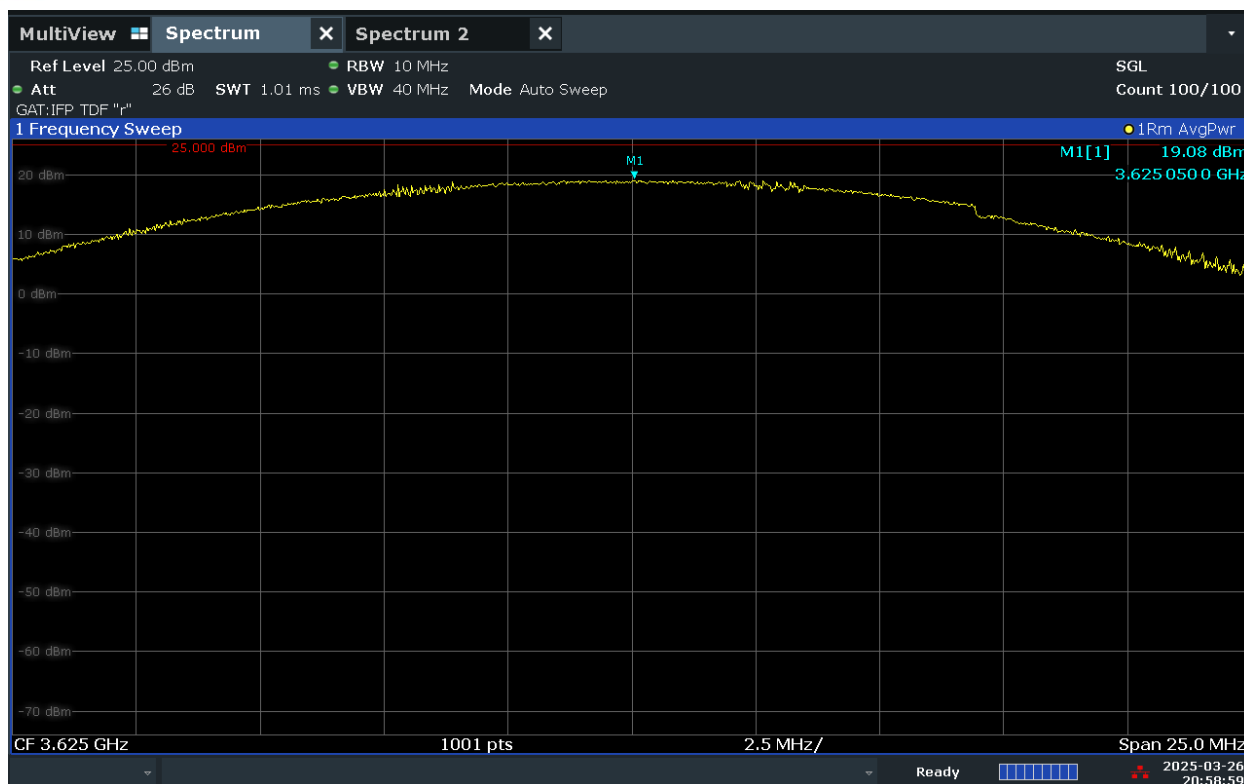 MultiView Spectrum Spectrum 2
Ref Level 25.00 dBm RBW 10 MHz SGL
Att 26 dB SWT 1.01 ms VBW 40 MHz Mode Auto Sweep Count 100/100
GAT:IFP TDF "r"
1 Frequency Sweep 1Rm AvgPwr
25.000 dBm M1[1] 19.08 dBm
M1
20 dBm 3.625 050 0 GHz
10 dBm
0 dBm
-10 dBm
-20 dBm
-30 dBm
-40 dBm
-50 dBm
-60 dBm
-70 dBm
CF 3.625 GHz 1001 pts 2.5 MHz/ Span 25.0 MHz
Ready 2025-03-26
20:58:59